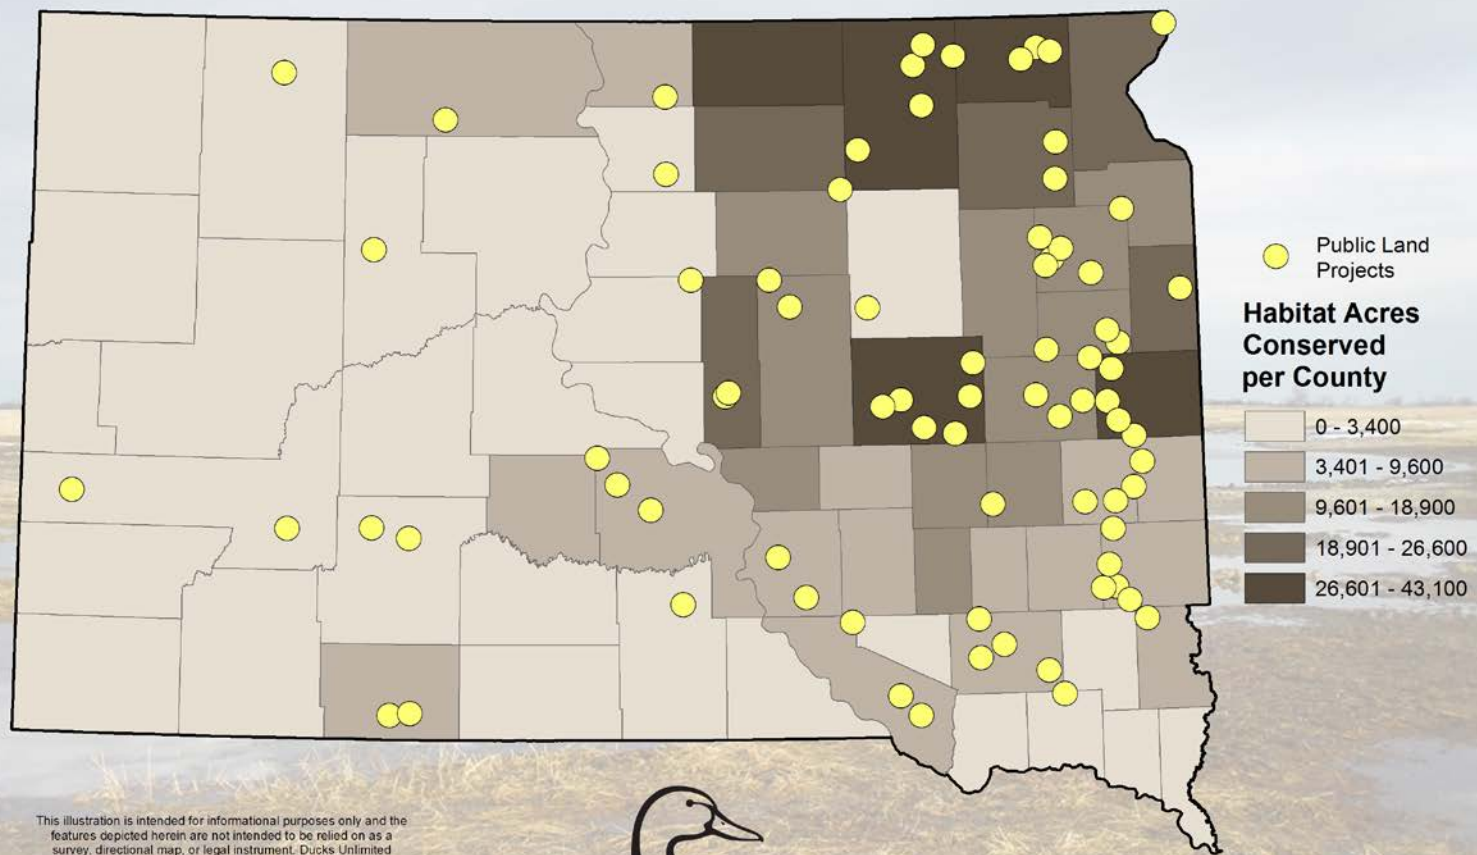 Public Land
Projects
Habitat Acres
Conserved
per County
0 - 3,400
3,401 - 9,600
9,601 - 18,900
18,901 - 26,600
26,601 - 43,100
This illustration is intended for informational purposes only and the
features depicted herein are not intended to be relied on as a
survey, directional map, or legal instrument. Ducks Unlimited